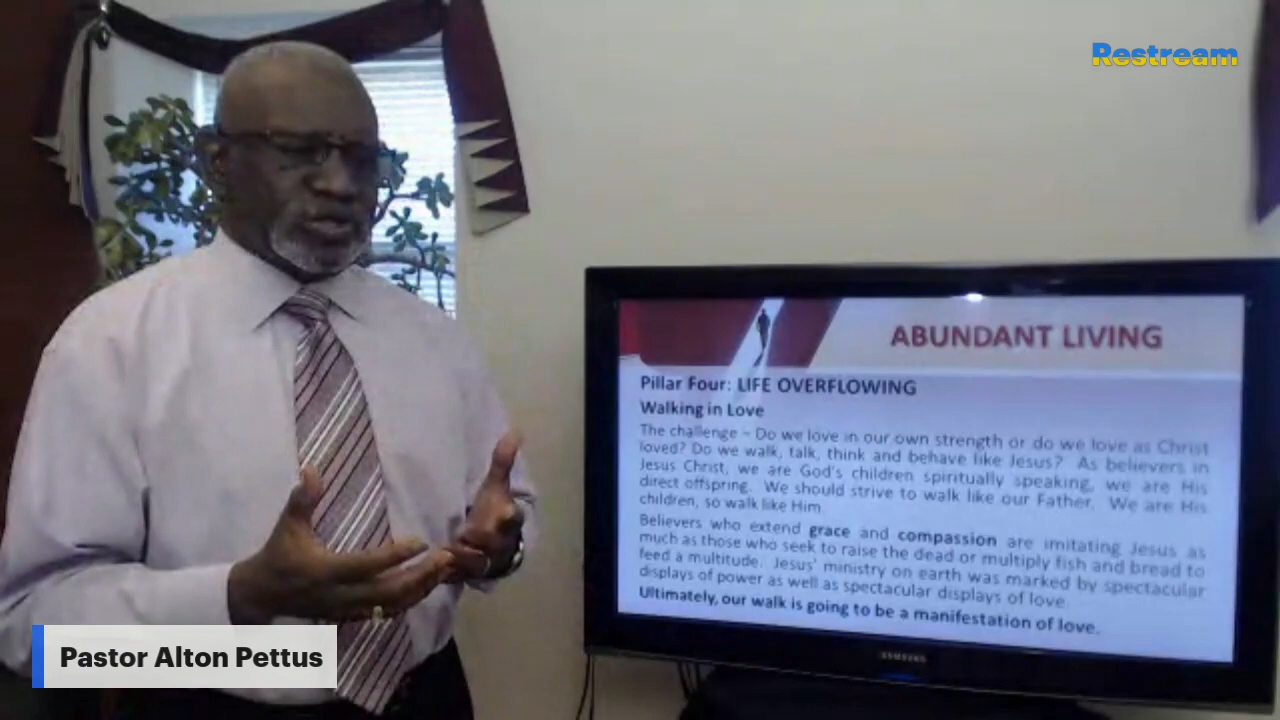 Restream
ABUNDANT LIVING
Pillar Four: LIFE OVERFLOWING
Walking in Love
The challenge – Do we love in our own strength or do we love as Christ
loved? Do we walk, talk, think and behave like Jesus? As believers in
Jesus Christ, we are God's children spiritually speaking, we are His
direct offspring. We should strive to walk like our Father. We are His
children, so walk like Him.
Believers who extend grace and compassion are imitating Jesus as
much as those who seek to raise the dead or multiply fish and bread to
feed a multitude. Jesus' ministry on earth was marked by spectacular
displays of power as well as spectacular displays of love.
Ultimately, our walk is going to be a manifestation of love.
SAMSUNG
Pastor Alton Pettus